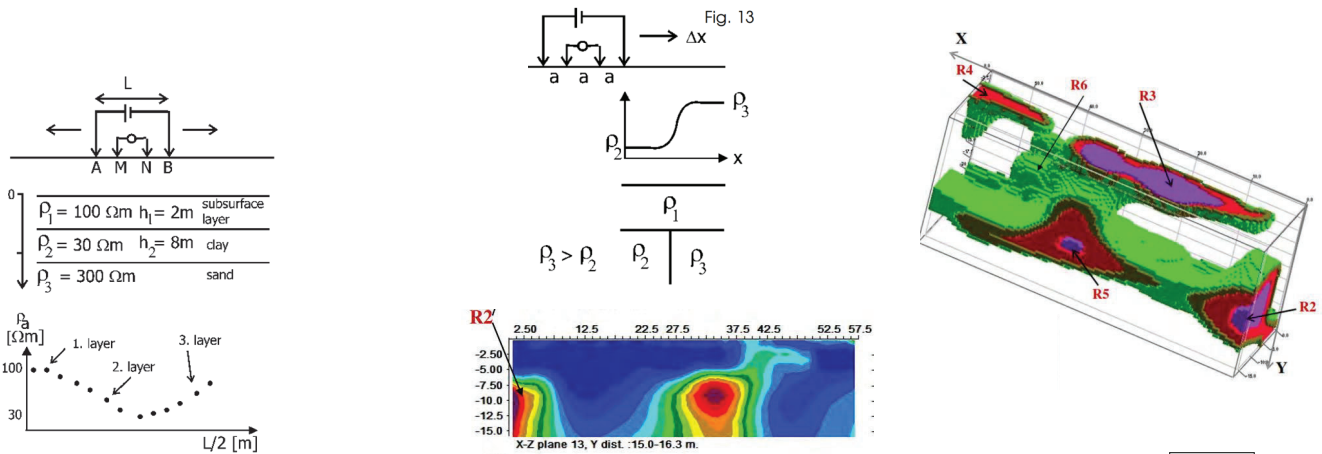 L
A M N B
0
ρ1 = 100 Ωm h1 = 2m subsurface layer
ρ2 = 30 Ωm h2 = 8m clay
ρ3 = 300 Ωm sand
ρa
[Ωm]
100
30
1. layer
2. layer
3. layer
L/2 [m]
Fig. 13
Δx
a a a
ρ2
ρ3
x
ρ1
ρ3 > ρ2
ρ2
ρ3
R2'
2.50 12.5 22.5 27.5 37.5 42.5 52.5 57.5
-2.50
-5.00
-7.50
-10.0
-12.5
-15.0
X-Z plane 13, Y dist. :15.0-16.3 m.
X
R4
R6
R3
R5
R2
Y